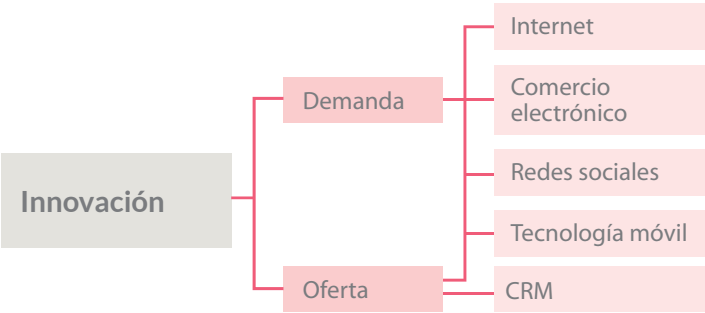 Innovación
Demanda
Oferta
Internet
Comercio
electrónico
Redes sociales
Tecnología móvil
CRM